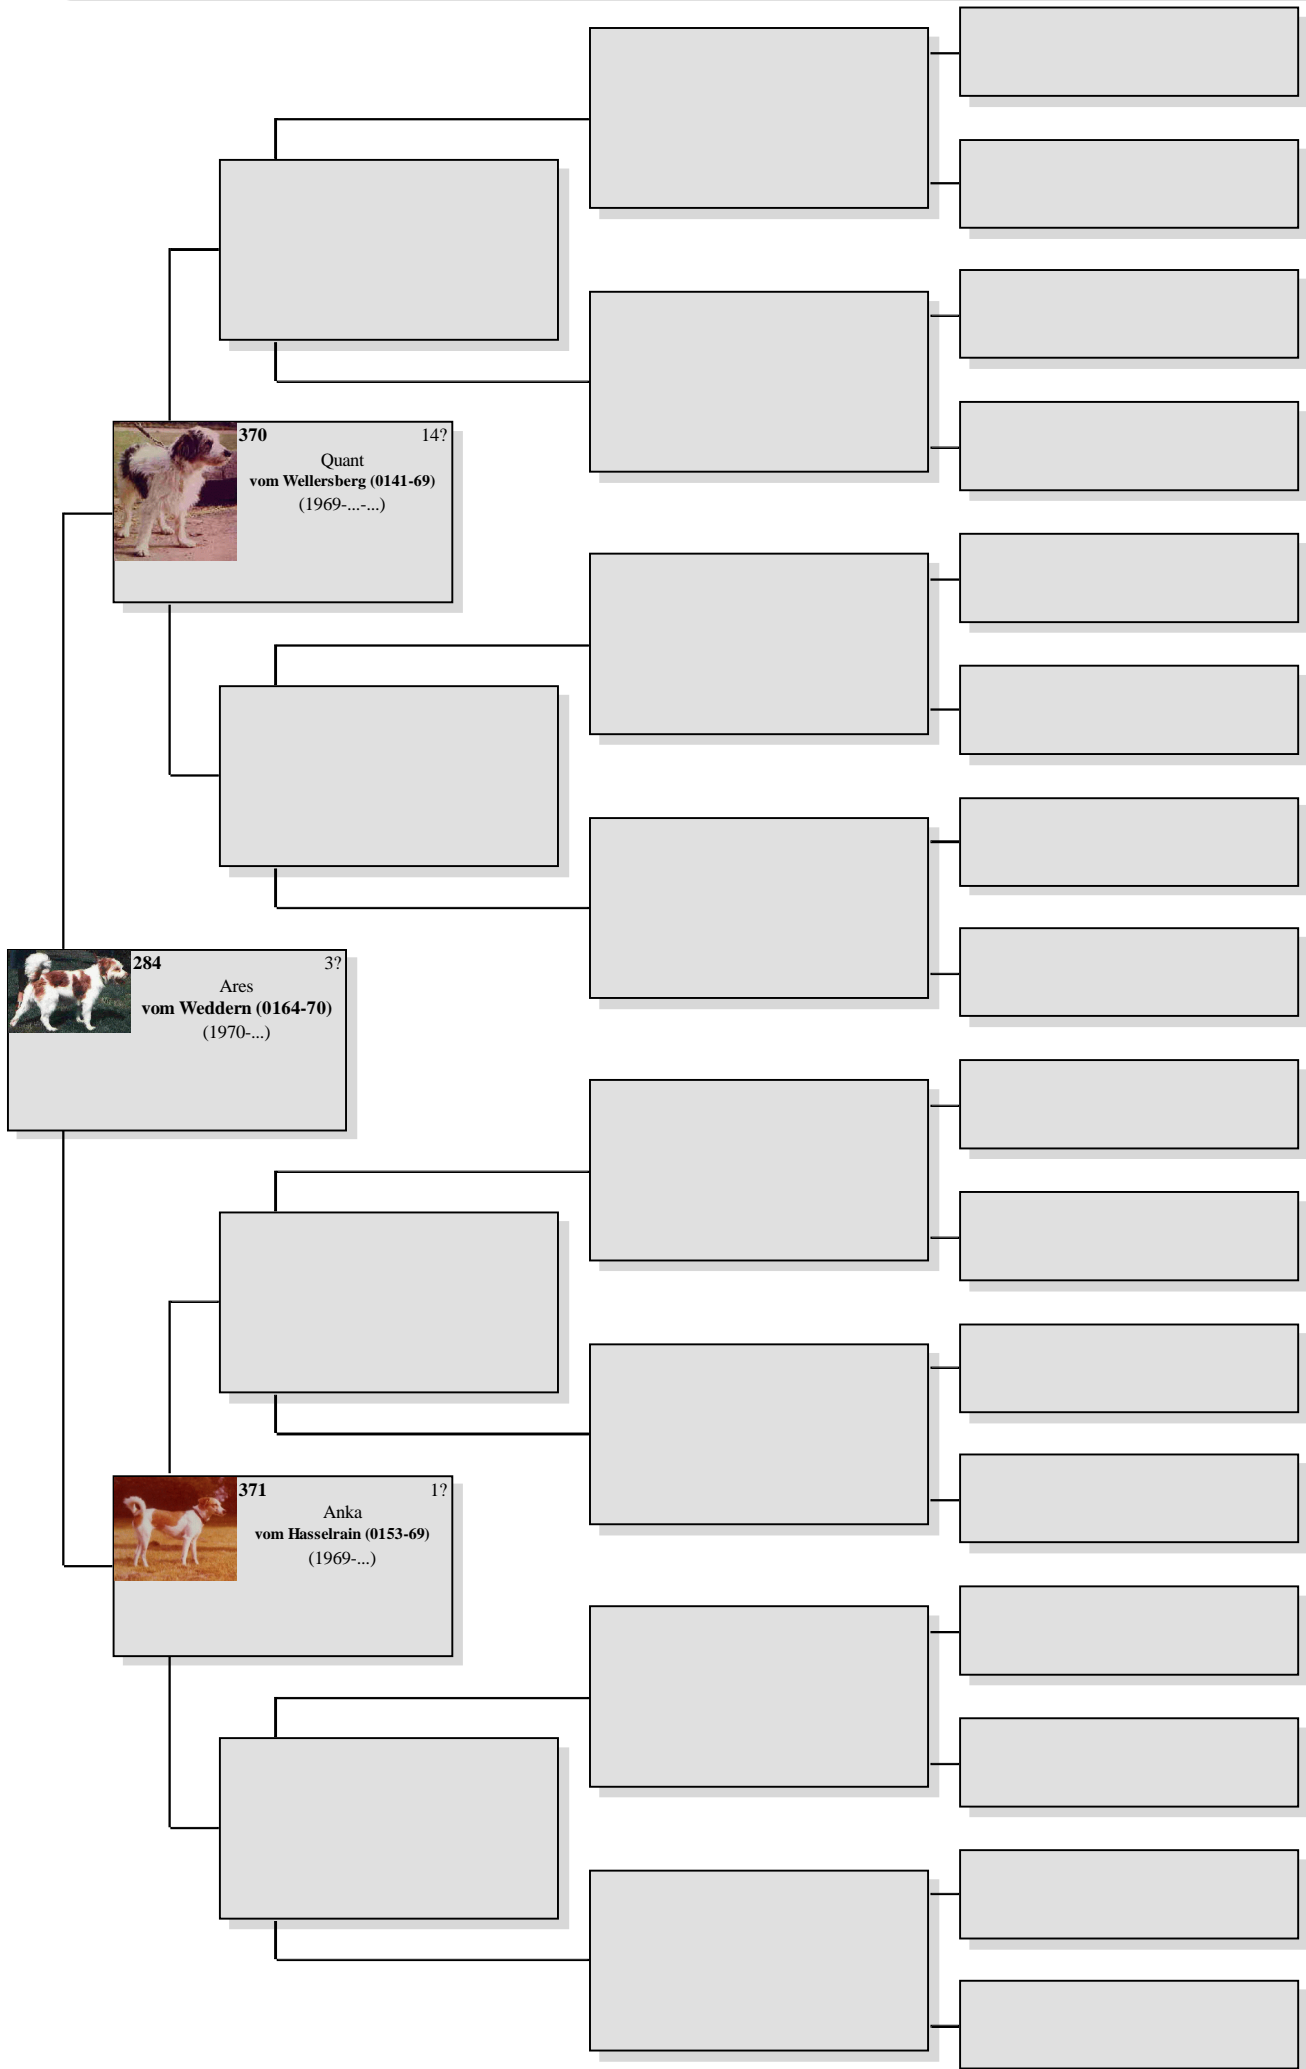 370 14?
Quant
vom Wellersberg (0141-69)
(1969-...-...)
284 3?
Ares
vom Weddern (0164-70)
(1970-...)
371 1?
Anka
vom Hasselrain (0153-69)
(1969-...)